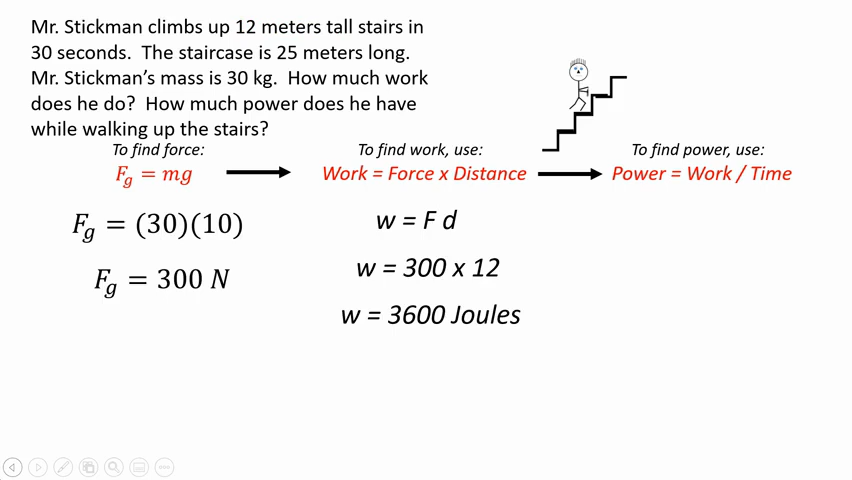 Mr. Stickman climbs up 12 meters tall stairs in
30 seconds.  The staircase is 25 meters long.
Mr. Stickman’s mass is 30 kg.  How much work
does he do?  How much power does he have
while walking up the stairs?
To find force:
F_g = mg
To find work, use:
Work = Force x Distance
To find power, use:
Power = Work / Time
F_g = (30)(10)
F_g = 300 N
w = F d
w = 300 x 12
w = 3600 Joules